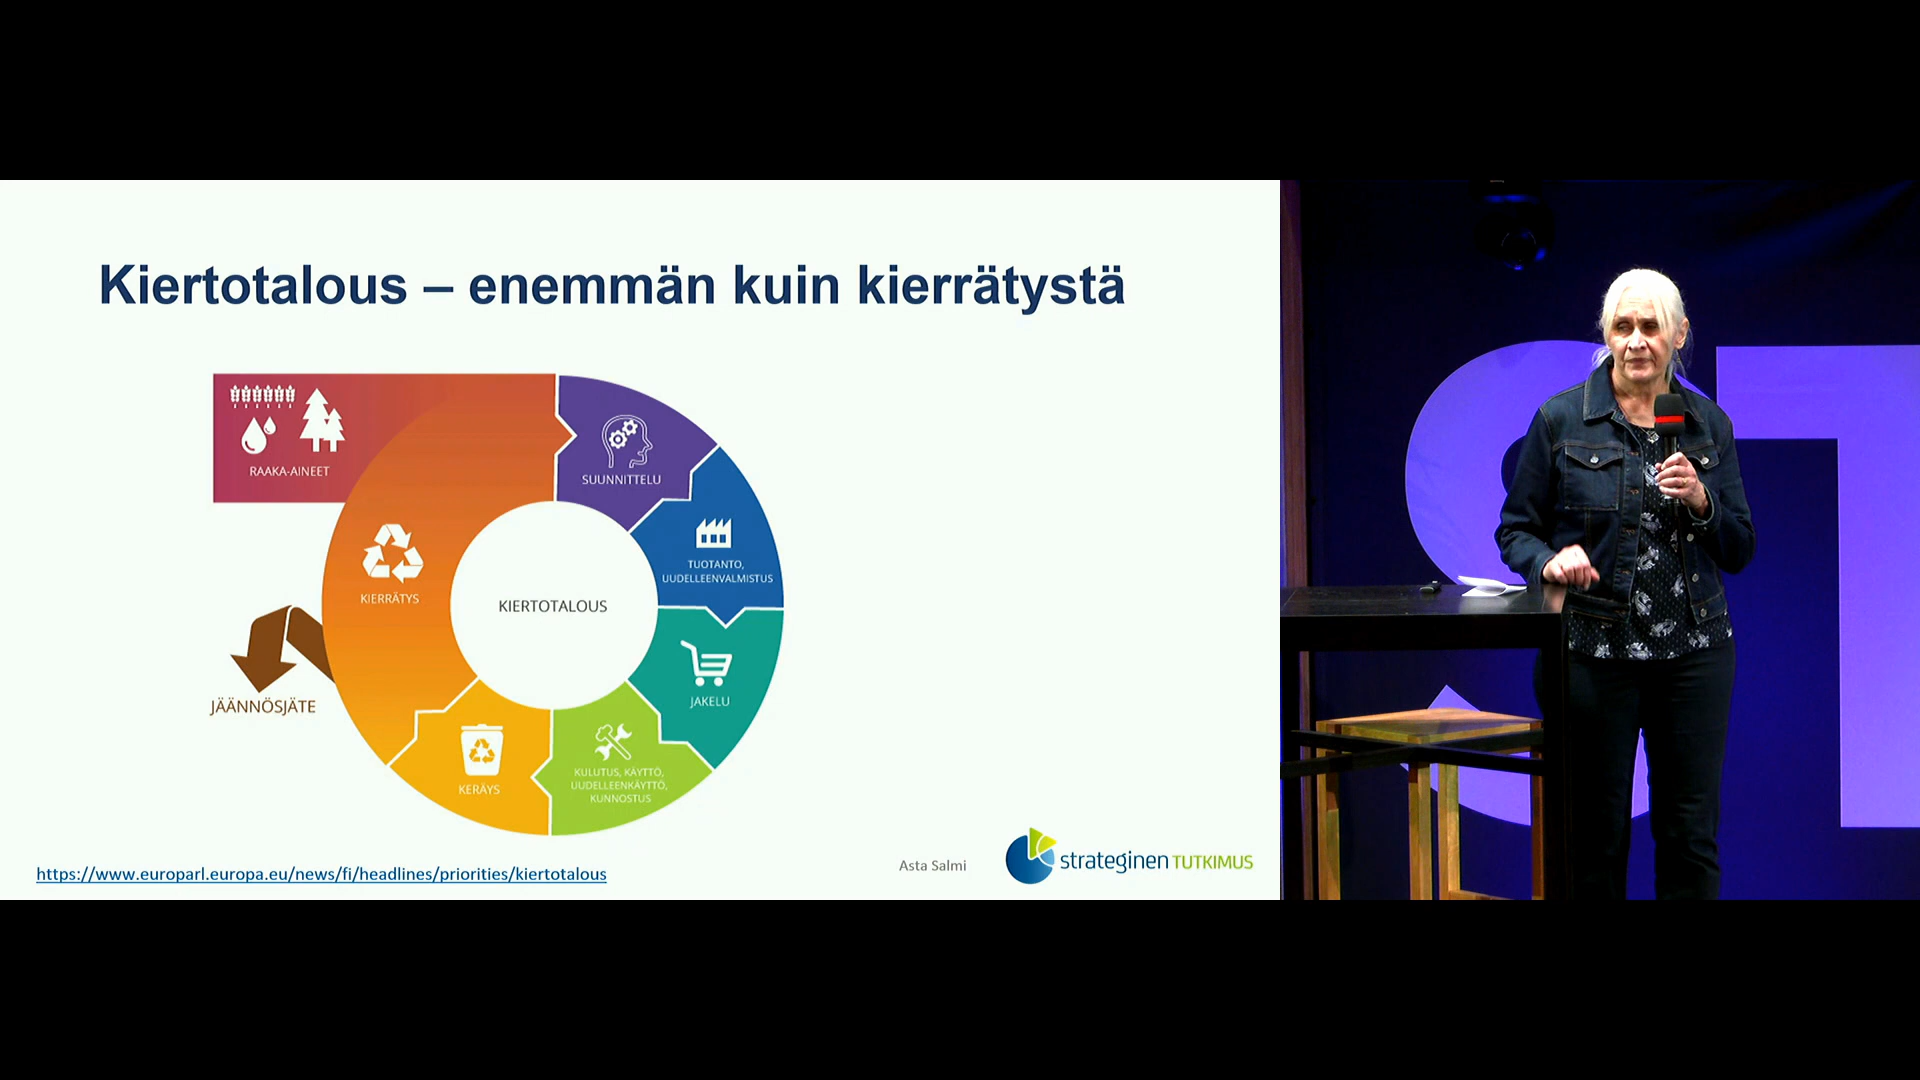 Kiertotalous – enemmän kuin kierrätystä
RAAKA-AINEET
SUUNNITTELU
TUOTANTO,
UUDELLEENVALMISTUS
KIERRÄTYS
KIERTOTALOUS
JAKELU
JÄÄNNÖSJÄTE
KERÄYS
KULUTUS, KÄYTTÖ,
UUDELLEENKÄYTTÖ,
KUNNOSTUS
https://www.europarl.europa.eu/news/fi/headlines/priorities/kiertotalous
Asta Salmi
strateginen TUTKIMUS